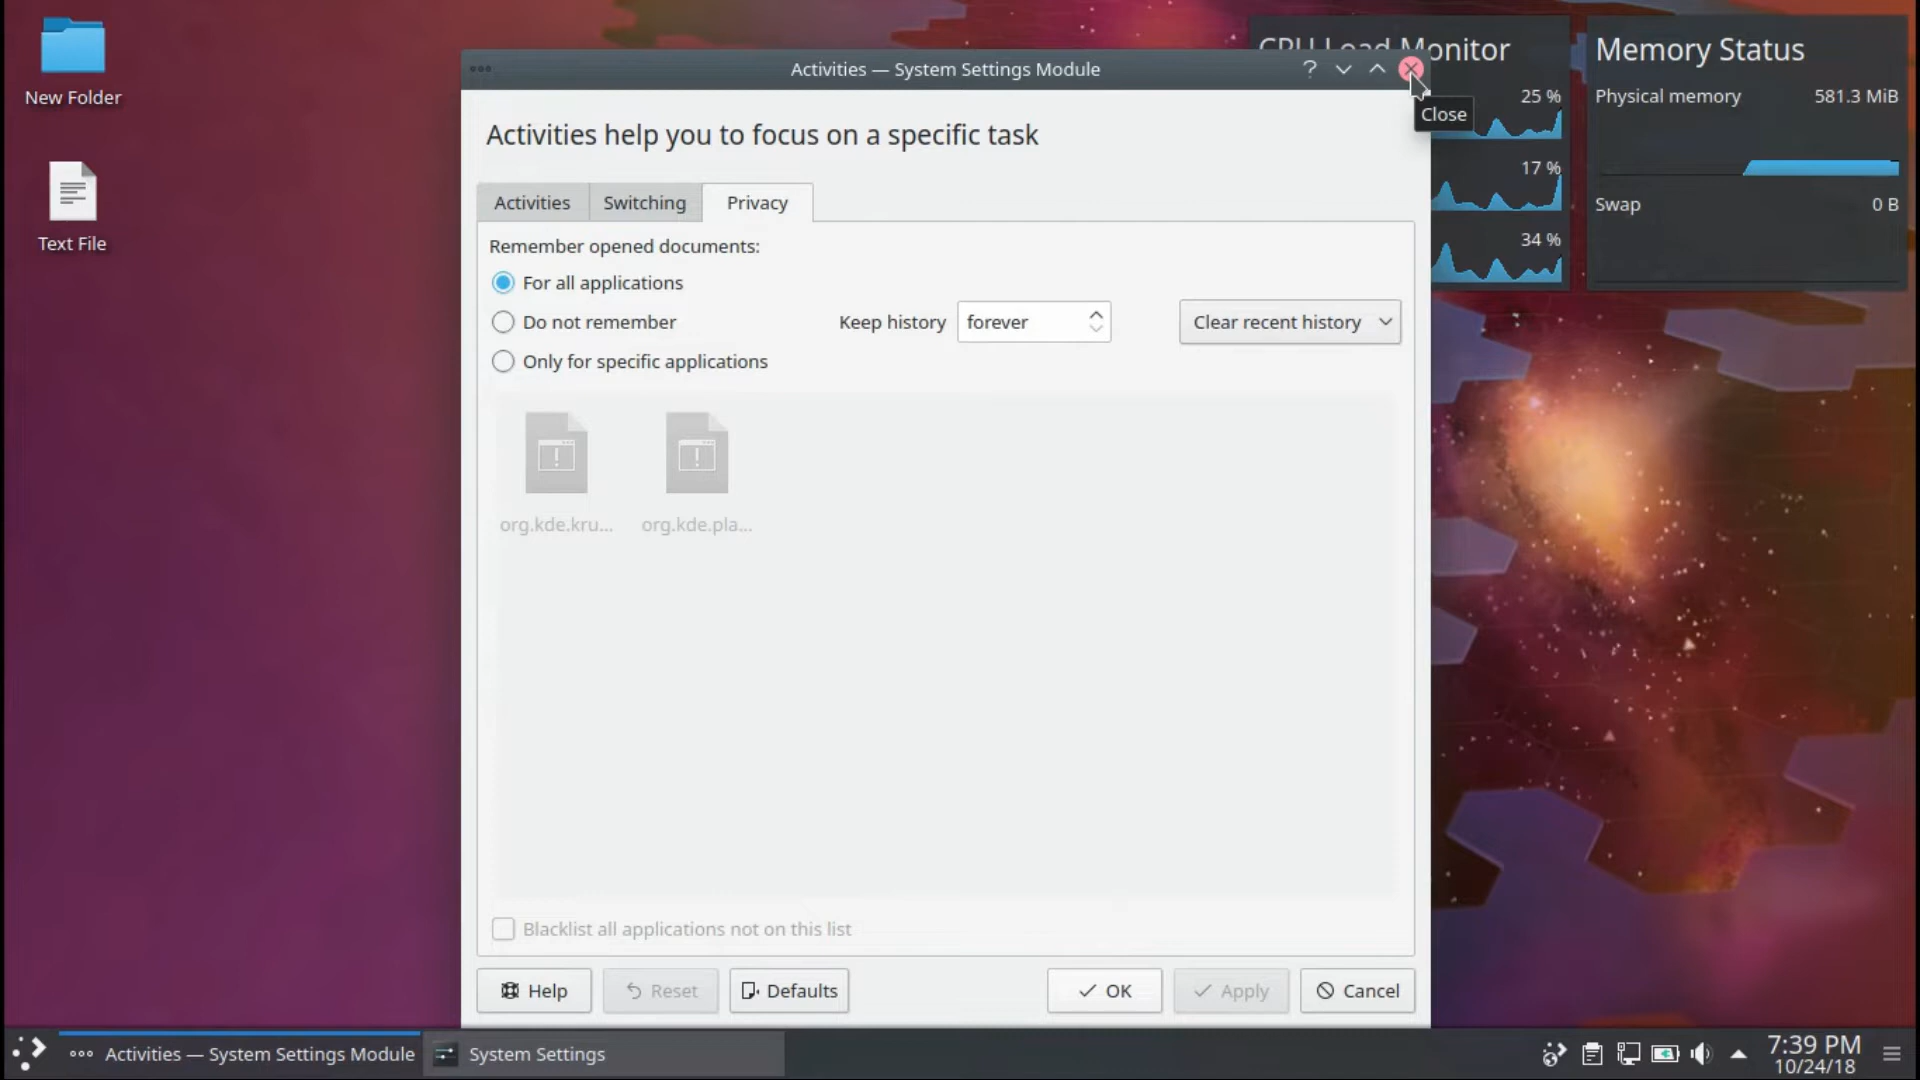 New Folder
Text File
Activities — System Settings Module
?
Close
Activities help you to focus on a specific task
Activities
Switching
Privacy
Remember opened documents:
For all applications
Do not remember
Keep history
forever
Clear recent history
Only for specific applications
org.kde.kru...
org.kde.pla...
Blacklist all applications not on this list
Help
Reset
Defaults
OK
Apply
Cancel
CPU Load Monitor
25 %
17 %
34 %
Memory Status
Physical memory
581.3 MiB
Swap
0 B
Activities — System Settings Module
System Settings
7:39 PM
10/24/18